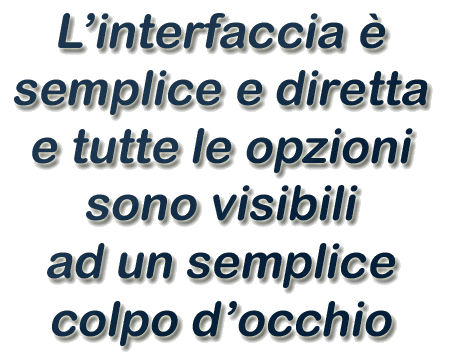 L’interfaccia è
semplice e diretta
e tutte le opzioni
sono visibili
ad un semplice
colpo d’occhio